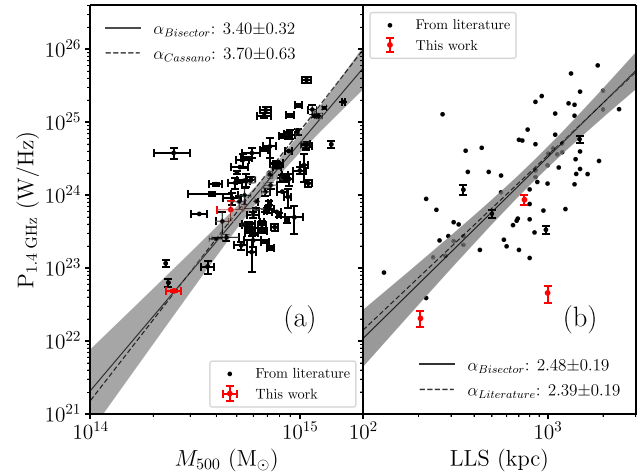 α_Bisector: 3.40±0.32
α_Cassano: 3.70±0.63
From literature
This work
10^26
10^25
10^24
10^23
10^22
10^21
P_1.4 GHz (W/Hz)
(a)
(b)
From literature
This work
α_Bisector: 2.48±0.19
α_Literature: 2.39±0.19
10^14
10^15
10^2
10^3
M_500 (M_⊙)
LLS (kpc)